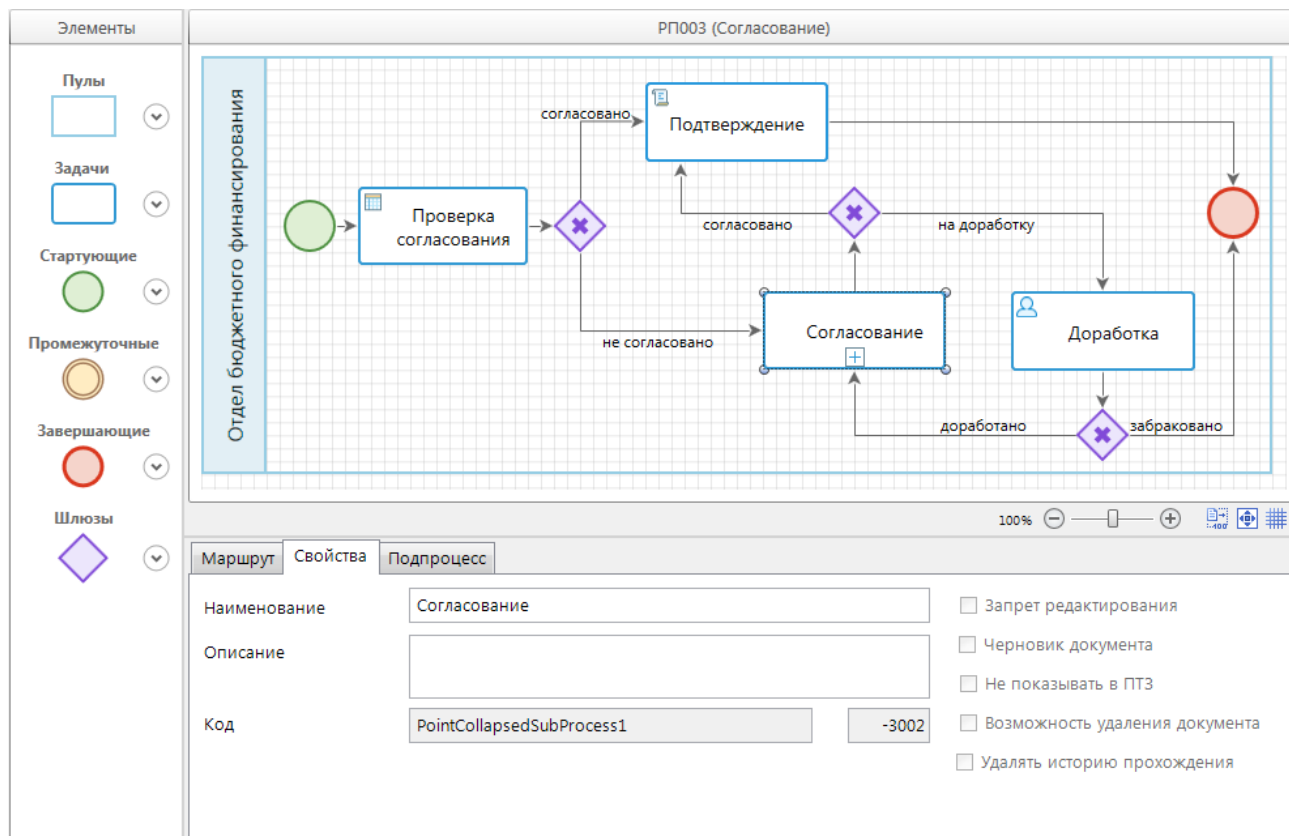 Элементы
РП003 (Согласование)
Пулы
Задачи
Стартующие
Промежуточные
Завершающие
Шлюзы
Отдел бюджетного финансирования
согласовано
Подтверждение
Проверка
согласования
согласовано
на доработку
не согласовано
Согласование
Доработка
доработано
забраковано
100%
100
Маршрут
Свойства
Подпроцесс
Наименование
Согласование
Запрет редактирования
Описание
Черновик документа
Не показывать в ПТЗ
Код
PointCollapsedSubProcess1
-3002
Возможность удаления документа
Удалять историю прохождения